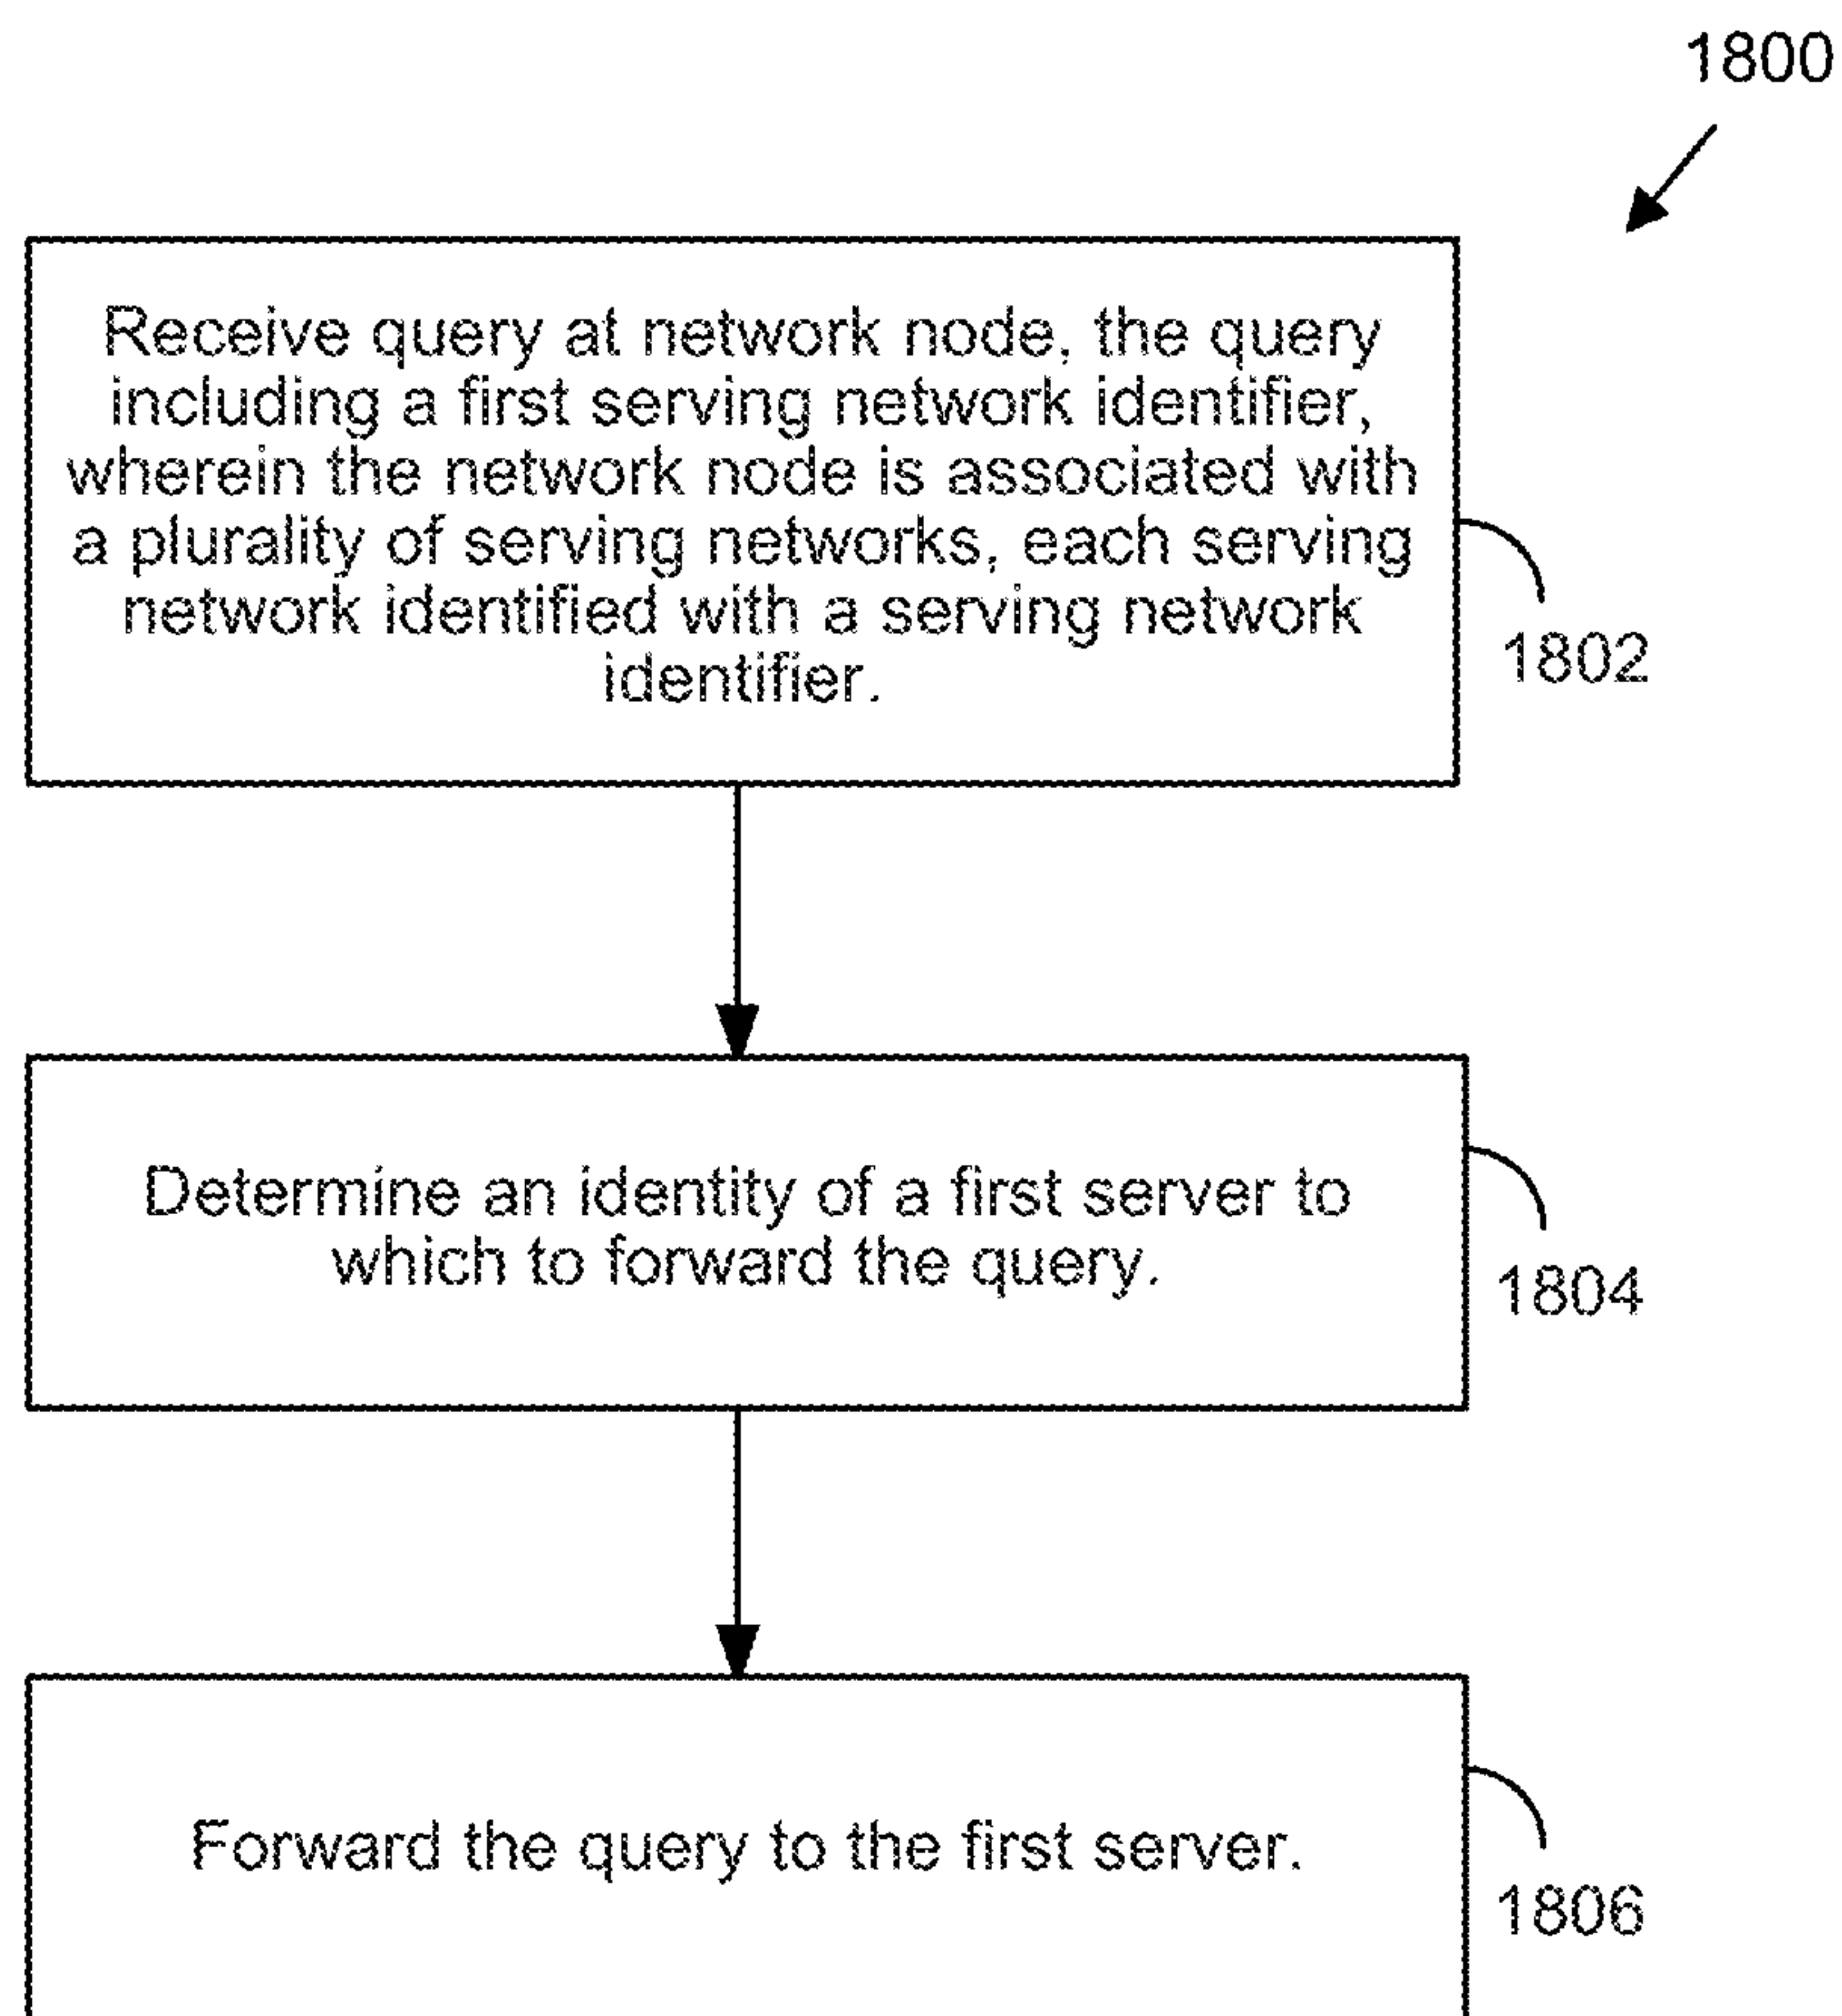 1800
Receive query at network node, the query
including a first serving network identifier,
wherein the network node is associated with
a plurality of serving networks, each serving
network identified with a serving network
identifier.
1802
Determine an identity of a first server to
which to forward the query.
1804
Forward the query to the first server.
1806